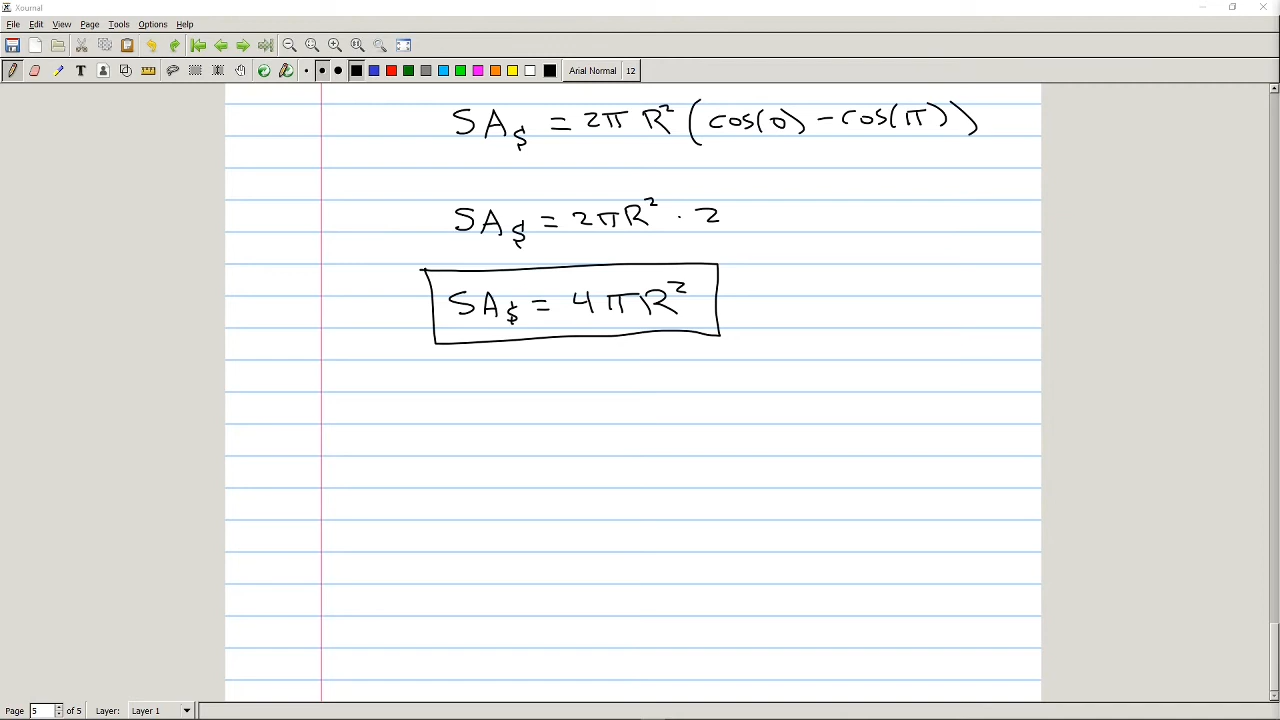 Xournal
File Edit View Page Tools Options Help
Arial Normal 12
SA$ = 2π R² (cos(0) - cos(π))
SA$ = 2πR² · 2
SA$ = 4πR²
Page 5 of 5 Layer: Layer 1